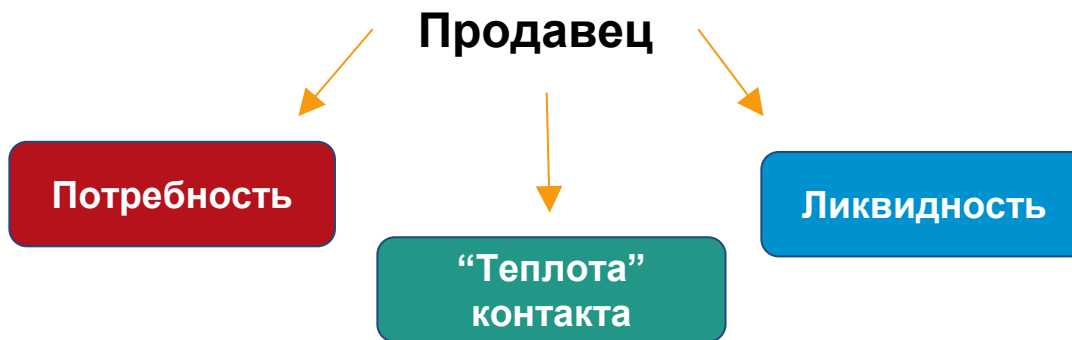 Продавец
Потребность
“Теплота”
контакта
Ликвидность